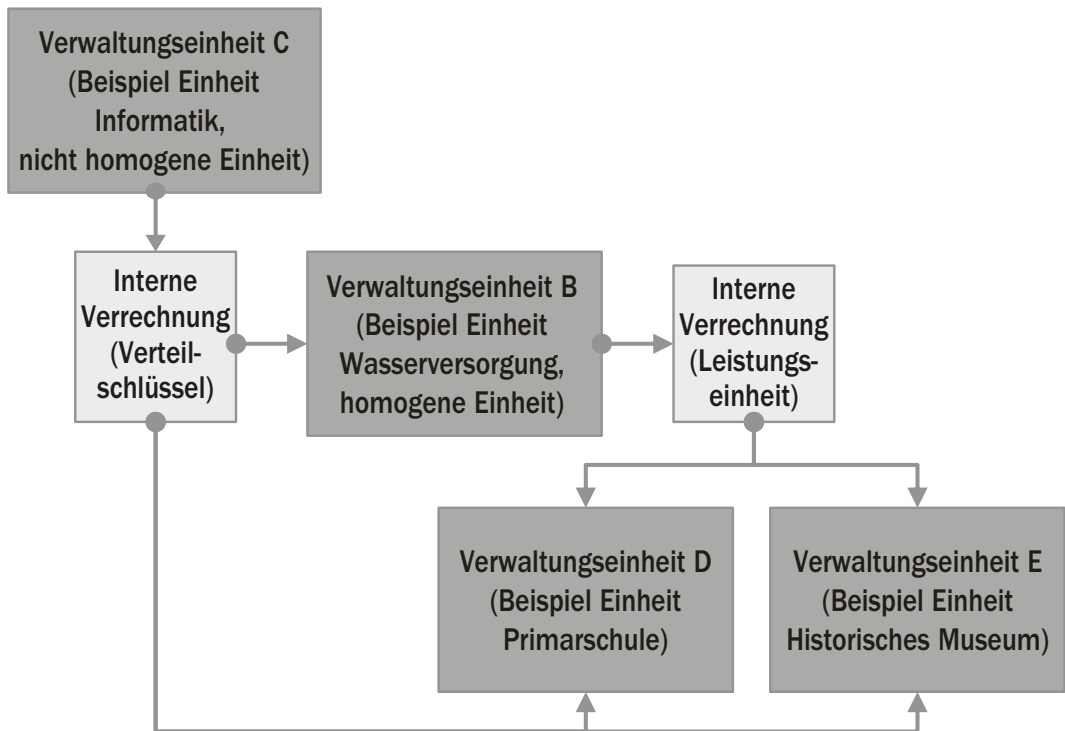 Verwaltungseinheit C
(Beispiel Einheit
Informatik,
nicht homogene Einheit)
Interne
Verrechnung
(Verteil-
schlüssel)
Verwaltungseinheit B
(Beispiel Einheit
Wasserversorgung,
homogene Einheit)
Interne
Verrechnung
(Leistungs-
einheit)
Verwaltungseinheit D
(Beispiel Einheit
Primarschule)
Verwaltungseinheit E
(Beispiel Einheit
Historisches Museum)